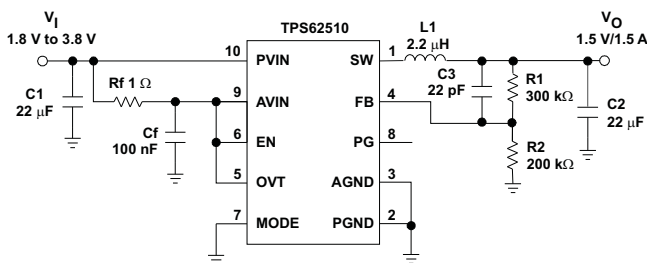 TPS62510
V_I
1.8 V to 3.8 V
V_O
1.5 V/1.5 A
L1
2.2 μH
10 PVIN
SW 1
Rf 1 Ω
C1
22 μF
9 AVIN
FB 4
C3
22 pF
R1
300 kΩ
C2
22 μF
Cf
100 nF
6 EN
PG 8
R2
200 kΩ
5 OVT
AGND 3
7 MODE
PGND 2